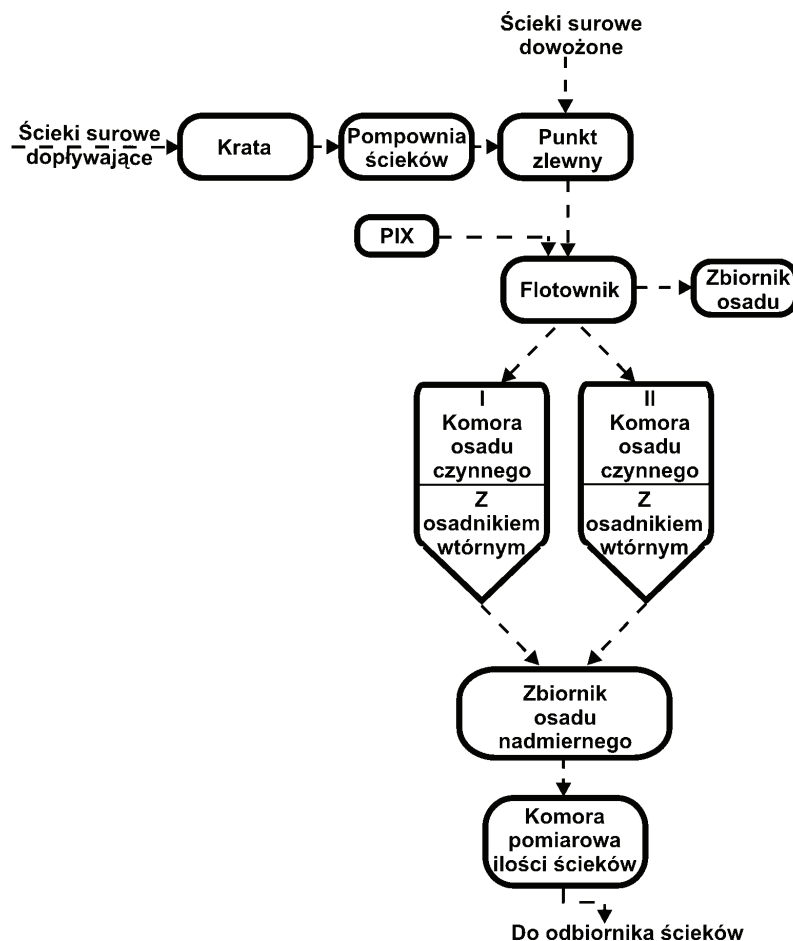 Ścieki surowe
dowożone
Ścieki surowe
dopływające
Krata
Pompownia
ścieków
Punkt
zlewny
PIX
Flotownik
Zbiornik
osadu
I
Komora
osadu
czynnego
Z
osadnikiem
wtórnym
II
Komora
osadu
czynnego
Z
osadnikiem
wtórnym
Zbiornik
osadu
nadmiernego
Komora
pomiarowa
ilości ścieków
Do odbiornika ścieków